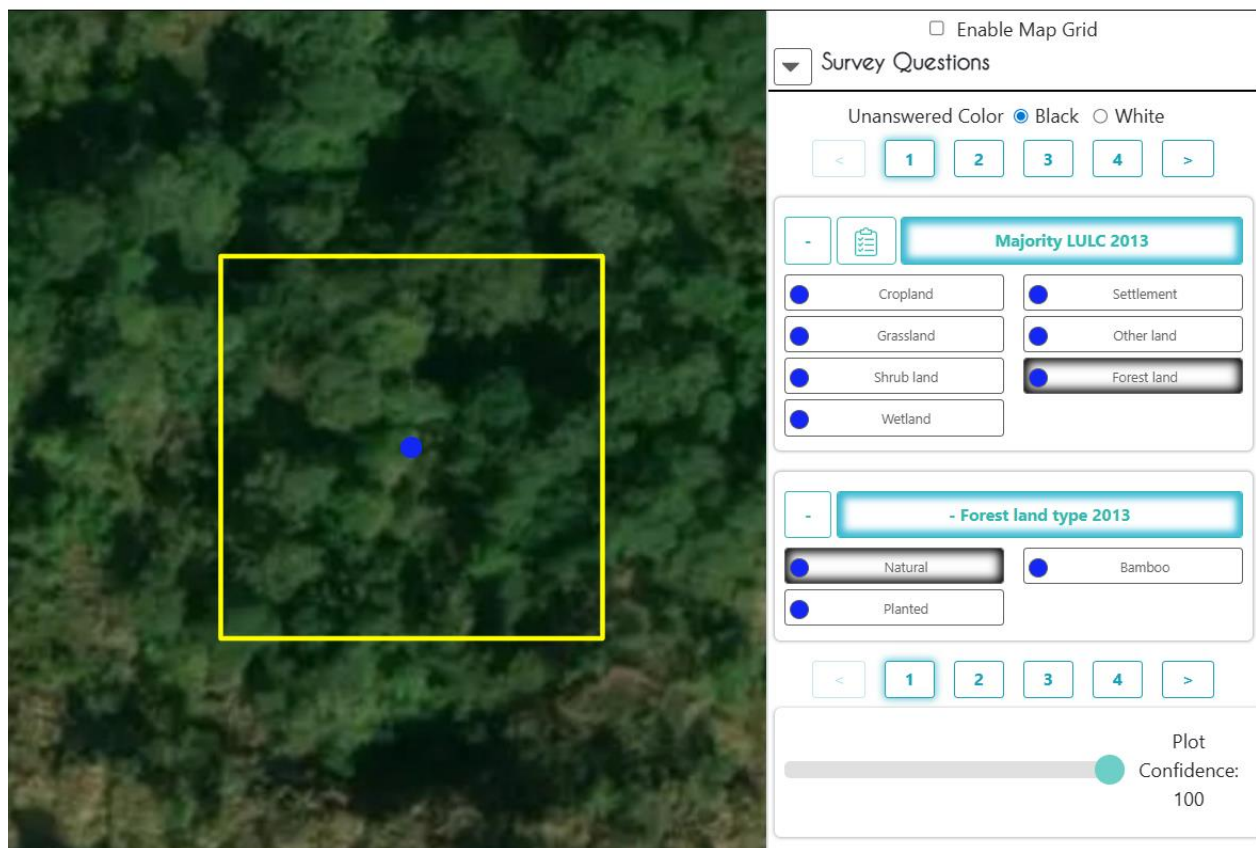 Enable Map Grid
Survey Questions
Unanswered Color Black White
< 1 2 3 4 >
- Majority LULC 2013
Cropland Settlement
Grassland Other land
Shrub land Forest land
Wetland
- - Forest land type 2013
Natural Bamboo
Planted
< 1 2 3 4 >
Plot
Confidence:
100